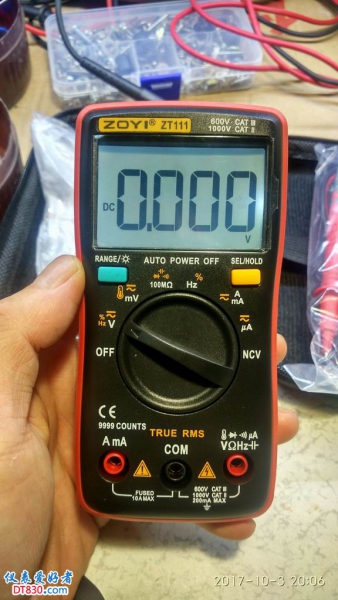 ZOYI® ZT111
600V CAT III
1000V CAT II
DC 0.000 V
RANGE/☼ AUTO POWER OFF SEL/HOLD
100MΩ
% Hz
mV
A mA
% Hz V
μA
OFF
NCV
CE
9999 COUNTS
TRUE RMS
A mA
COM
μA
VΩHz
FUSED
10A MAX
600V CAT III
1000V CAT II
200mA MAX
仪表爱好者
DT830.com
2017-10-3 20:06